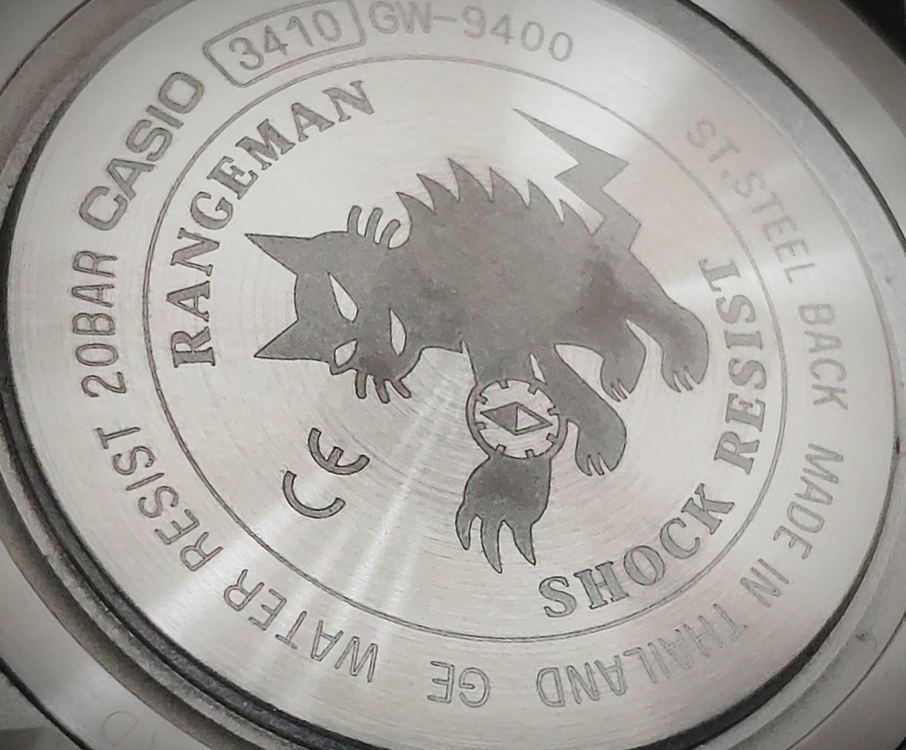 CASIO 3410 GW-9400
ST.STEEL BACK MADE IN THAILAND GE WATER RESIST 20BAR
RANGEMAN
SHOCK RESIST
CE